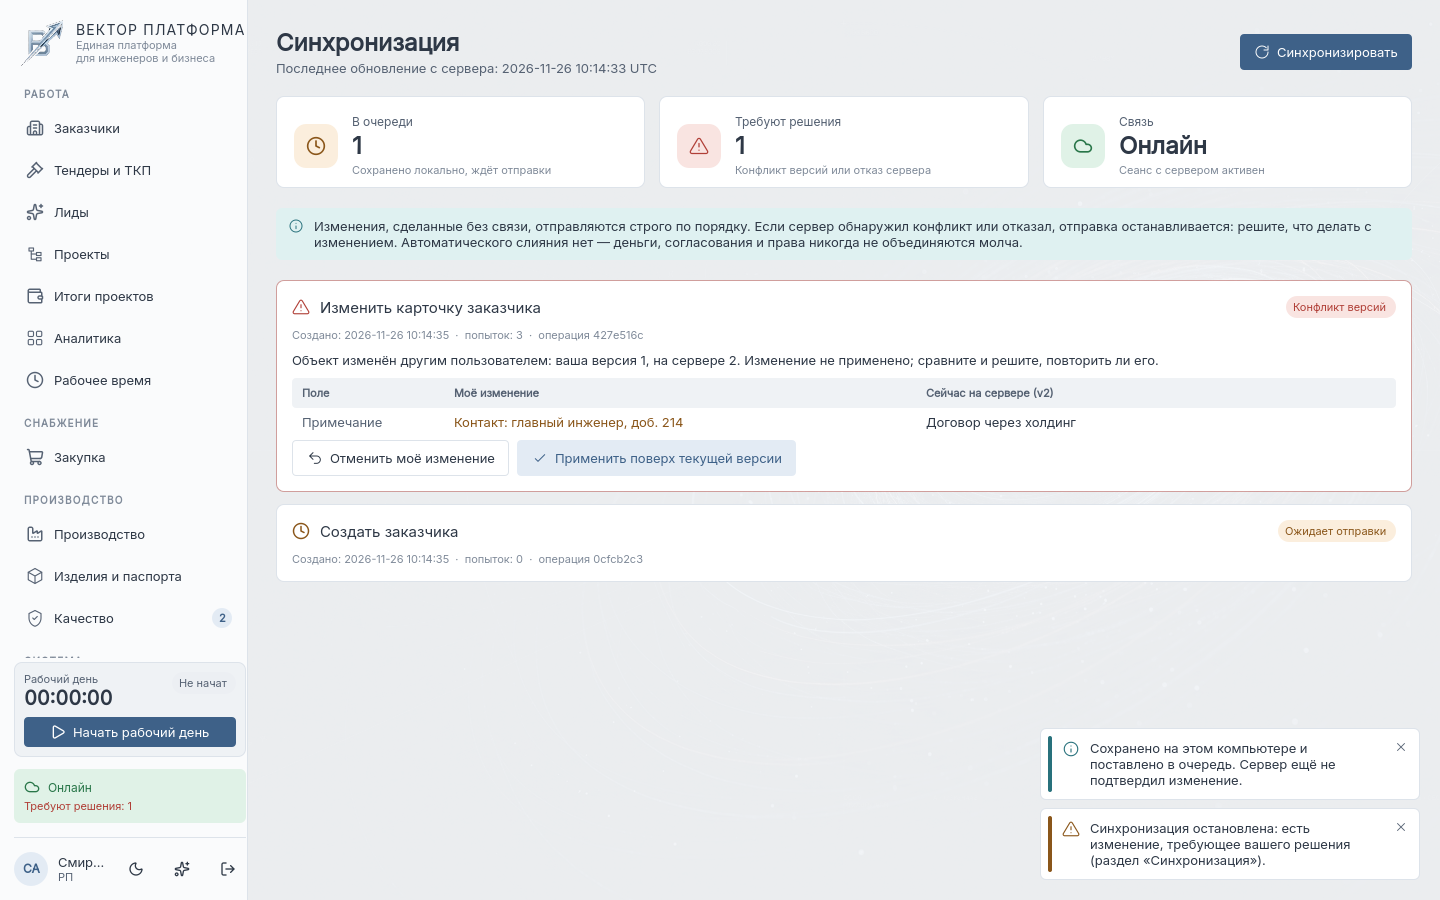 ВЕКТОР ПЛАТФОРМА
Единая платформа
для инженеров и бизнеса
РАБОТА
Заказчики
Тендеры и ТКП
Лиды
Проекты
Итоги проектов
Аналитика
Рабочее время
СНАБЖЕНИЕ
Закупка
ПРОИЗВОДСТВО
Производство
Изделия и паспорта
Качество
2
Рабочий день
Не начат
00:00:00
Начать рабочий день
Онлайн
Требуют решения: 1
СА
Смир...
РП
Синхронизация
Последнее обновление с сервера: 2026-11-26 10:14:33 UTC
Синхронизировать
В очереди
1
Сохранено локально, ждёт отправки
Требуют решения
1
Конфликт версий или отказ сервера
Связь
Онлайн
Сеанс с сервером активен
Изменения, сделанные без связи, отправляются строго по порядку. Если сервер обнаружил конфликт или отказал, отправка останавливается: решите, что делать с
изменением. Автоматического слияния нет — деньги, согласования и права никогда не объединяются молча.
Изменить карточку заказчика
Конфликт версий
Создано: 2026-11-26 10:14:35 · попыток: 3 · операция 427e516c
Объект изменён другим пользователем: ваша версия 1, на сервере 2. Изменение не применено; сравните и решите, повторить ли его.
Поле Моё изменение Сейчас на сервере (v2)
Примечание Контакт: главный инженер, доб. 214 Договор через холдинг
Отменить моё изменение
Применить поверх текущей версии
Создать заказчика
Ожидает отправки
Создано: 2026-11-26 10:14:35 · попыток: 0 · операция 0cfcb2c3
Сохранено на этом компьютере и
поставлено в очередь. Сервер ещё не
подтвердил изменение.
Синхронизация остановлена: есть
изменение, требующее вашего решения
(раздел «Синхронизация»).